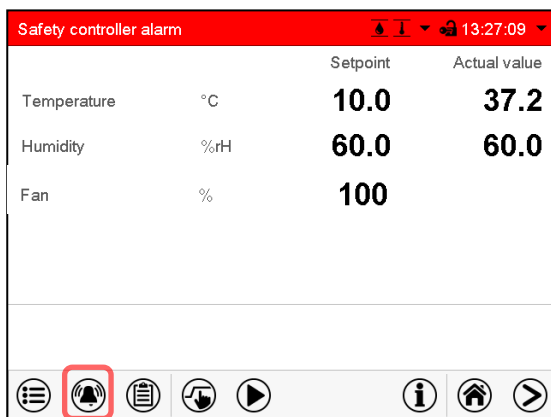 Safety controller alarm 13:27:09
Setpoint Actual value
Temperature °C 10.0 37.2
Humidity %rH 60.0 60.0
Fan % 100